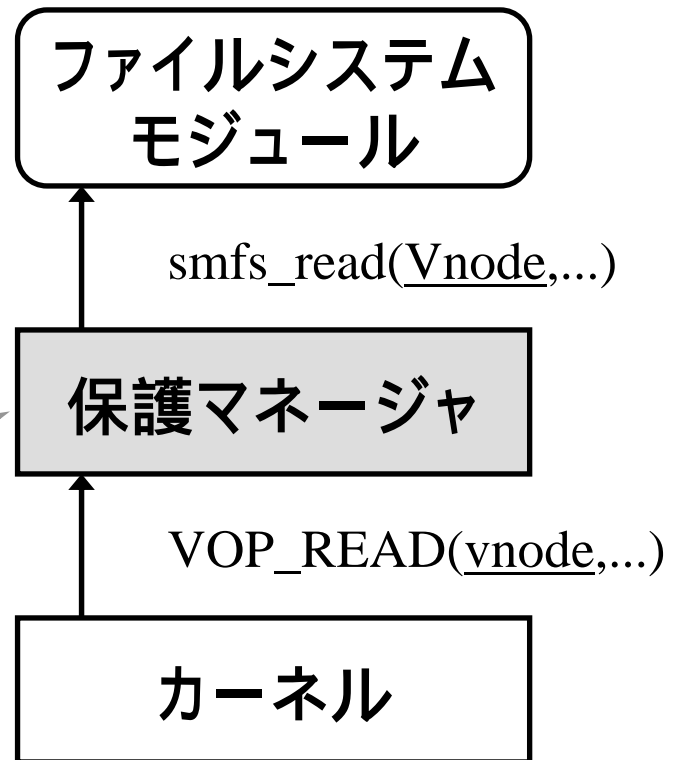 ファイルシステム
モジュール
smfs_read(Vnode,...)
保護マネージャ
VOP_READ(vnode,...)
カーネル